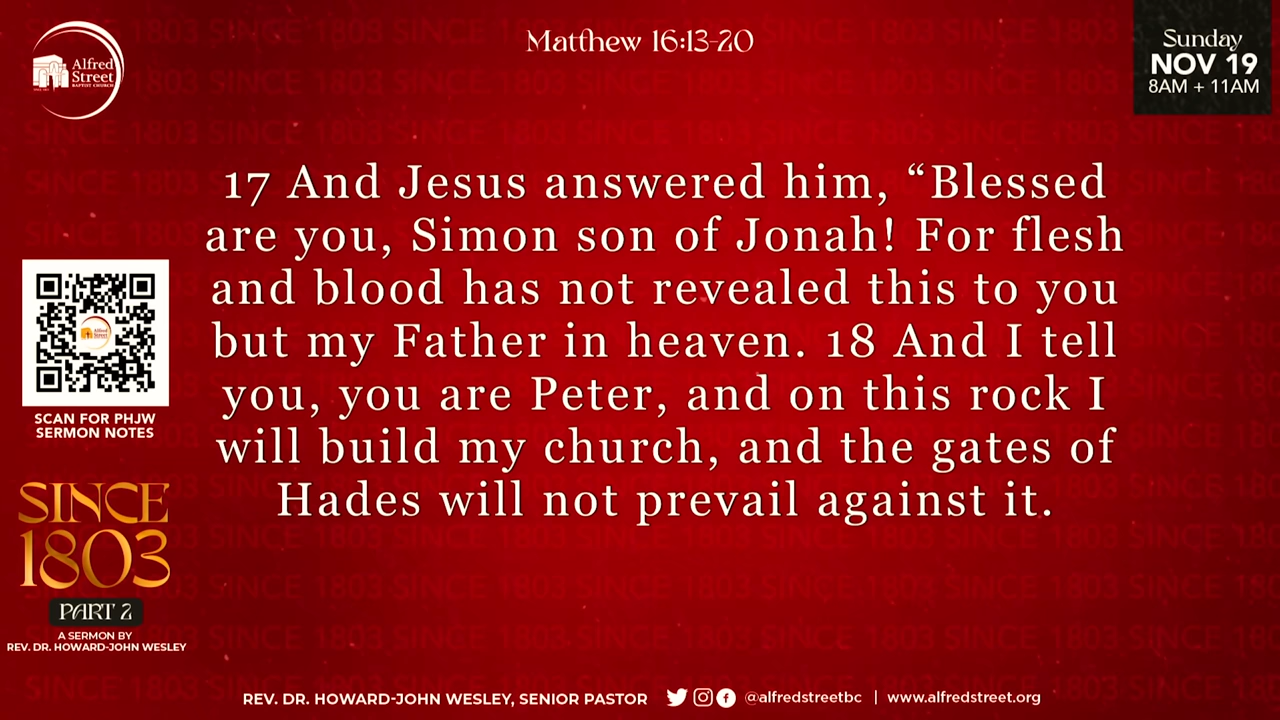 Alfred
Street
BAPTIST CHURCH
Matthew 16:13-20
Sunday
NOV 19
8AM + 11AM
17 And Jesus answered him, “Blessed
are you, Simon son of Jonah! For flesh
and blood has not revealed this to you
but my Father in heaven. 18 And I tell
you, you are Peter, and on this rock I
will build my church, and the gates of
Hades will not prevail against it.
SCAN FOR PHJW
SERMON NOTES
SINCE
1803
PART 2
A SERMON BY
REV. DR. HOWARD-JOHN WESLEY
REV. DR. HOWARD-JOHN WESLEY, SENIOR PASTOR
@alfredstreetbc | www.alfredstreet.org